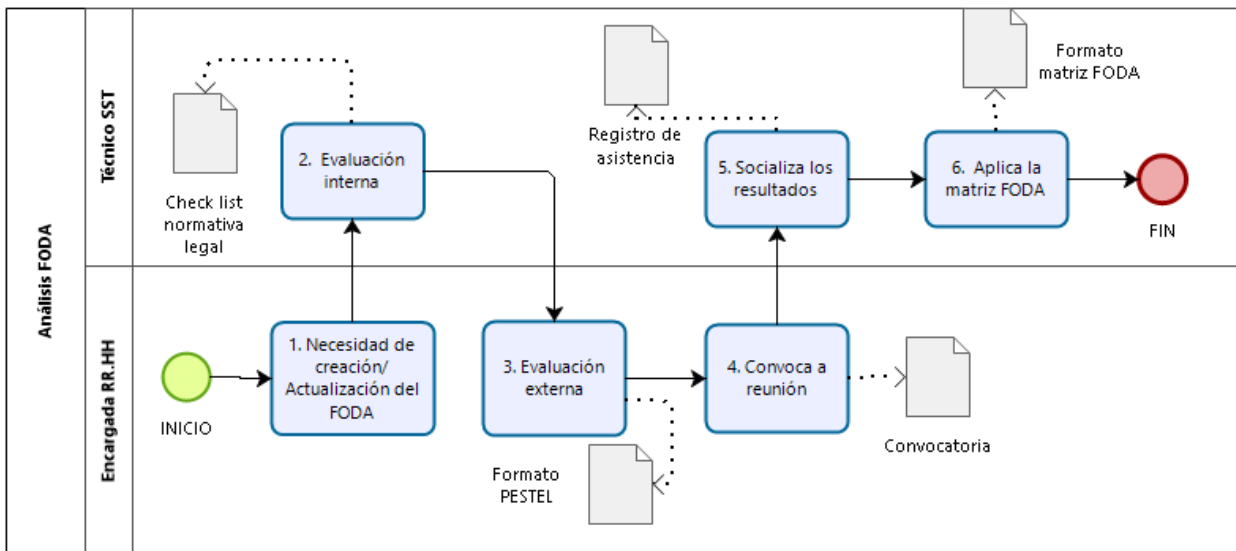 Análisis FODA
Técnico SST
Check list
normativa
legal
2. Evaluación
interna
Registro de
asistencia
5. Socializa los
resultados
Formato
matriz FODA
6. Aplica la
matriz FODA
FIN
Encargada RR.HH
INICIO
1. Necesidad de
creación/
Actualización del
FODA
3. Evaluación
externa
Formato
PESTEL
4. Convoca a
reunión
Convocatoria